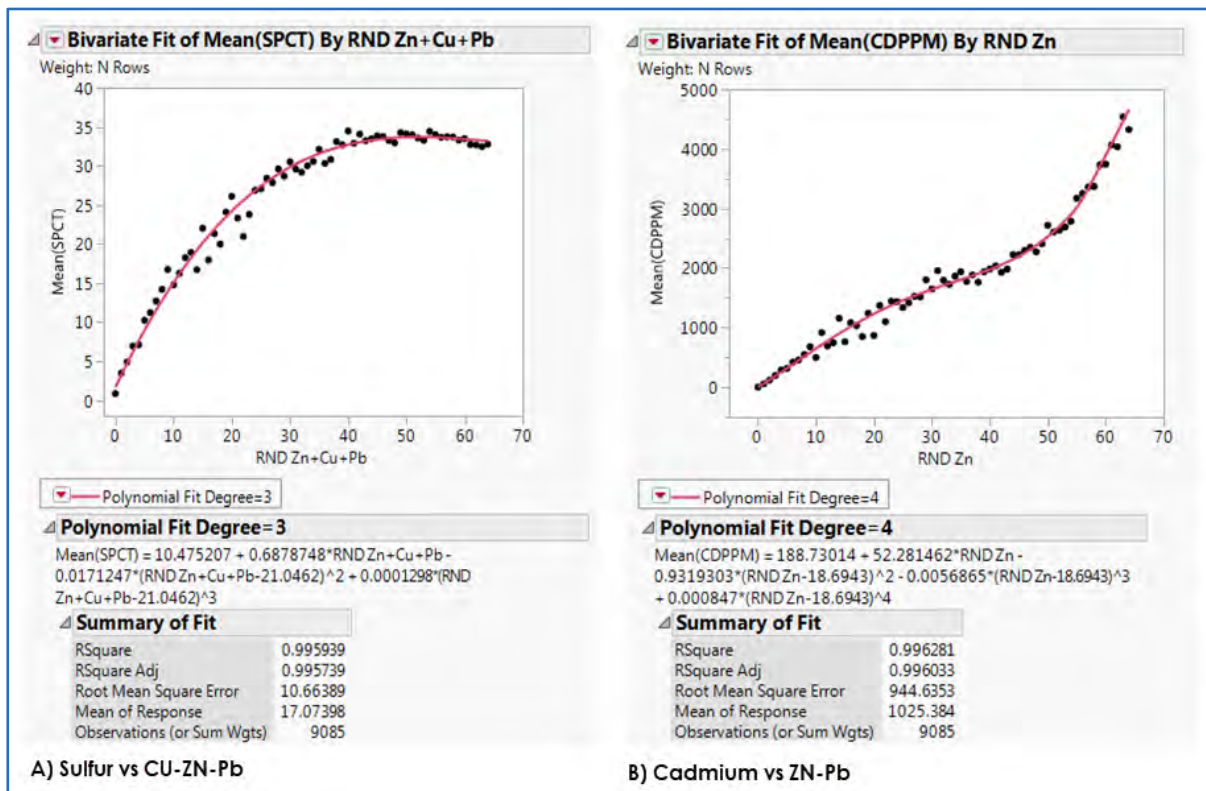 Bivariate Fit of Mean(SPCT) By RND Zn+Cu+Pb
Weight: N Rows
40
35
30
25
20
15
10
5
0
Mean(SPCT)
0 10 20 30 40 50 60 70
RND Zn+Cu+Pb
Polynomial Fit Degree=3
Polynomial Fit Degree=3
Mean(SPCT) = 10.475207 + 0.6878748*RND Zn+Cu+Pb -
0.0171247*(RND Zn+Cu+Pb-21.0462)^2 + 0.0001298*(RND
Zn+Cu+Pb-21.0462)^3
Summary of Fit
RSquare 0.995939
RSquare Adj 0.995739
Root Mean Square Error 10.66389
Mean of Response 17.07398
Observations (or Sum Wgts) 9085
A) Sulfur vs CU-ZN-Pb
Bivariate Fit of Mean(CDPPM) By RND Zn
Weight: N Rows
5000
4000
3000
2000
1000
0
Mean(CDPPM)
0 10 20 30 40 50 60 70
RND Zn
Polynomial Fit Degree=4
Polynomial Fit Degree=4
Mean(CDPPM) = 188.73014 + 52.281462*RND Zn -
0.9319303*(RND Zn-18.6943)^2 - 0.0056865*(RND Zn-18.6943)^3
+ 0.000847*(RND Zn-18.6943)^4
Summary of Fit
RSquare 0.996281
RSquare Adj 0.996033
Root Mean Square Error 944.6353
Mean of Response 1025.384
Observations (or Sum Wgts) 9085
B) Cadmium vs ZN-Pb